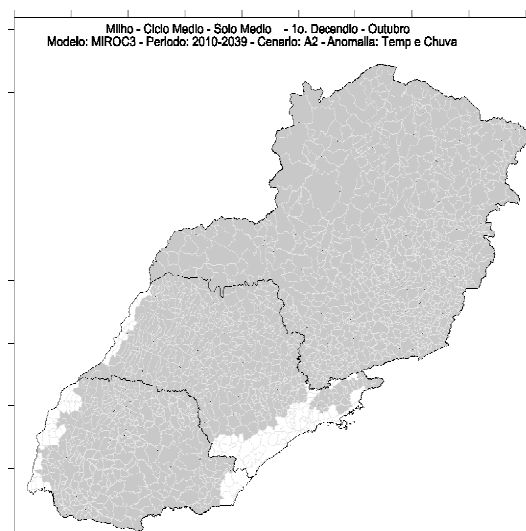 Milho - Ciclo Medio - Solo Medio - 1o. Decendio - Outubro
Modelo: MIROC3 - Periodo: 2010-2039 - Cenario: A2 - Anomalia: Temp e Chuva